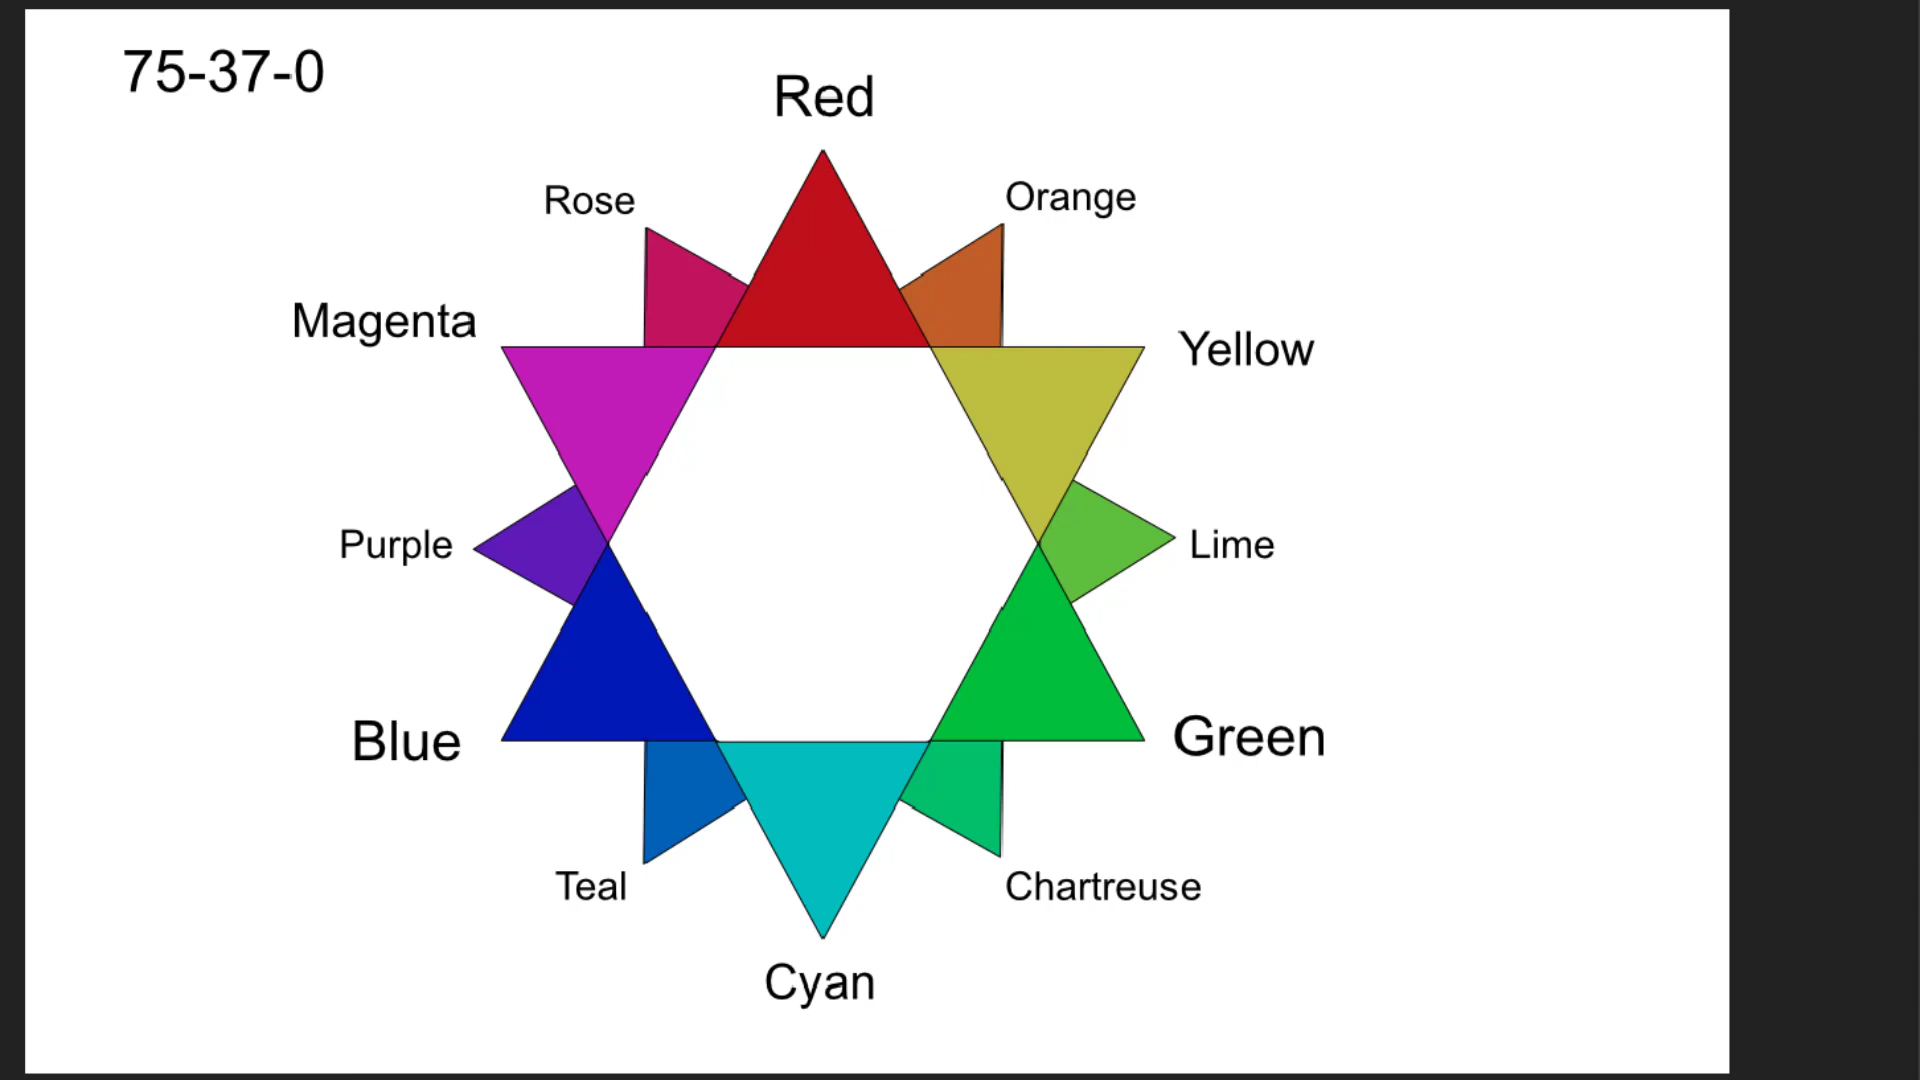 75-37-0
Red
Rose
Orange
Magenta
Yellow
Purple
Lime
Blue
Green
Teal
Chartreuse
Cyan